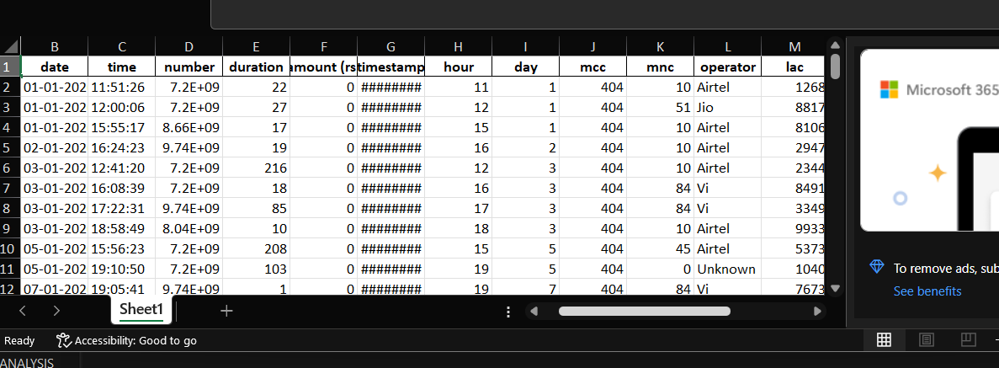 B C D E F G H I J K L M
1 date time number duration amount (rs timestamp hour day mcc mnc operator lac
2 01-01-202 11:51:26 7.2E+09 22 0 ######## 11 1 404 10 Airtel 1268
3 01-01-202 12:00:06 7.2E+09 27 0 ######## 12 1 404 51 Jio 8817
4 01-01-202 15:55:17 8.66E+09 17 0 ######## 15 1 404 10 Airtel 8106
5 02-01-202 16:24:23 9.74E+09 19 0 ######## 16 2 404 10 Airtel 2947
6 03-01-202 12:41:20 7.2E+09 216 0 ######## 12 3 404 10 Airtel 2344
7 03-01-202 16:08:39 7.2E+09 18 0 ######## 16 3 404 84 Vi 8491
8 03-01-202 17:22:31 9.74E+09 85 0 ######## 17 3 404 84 Vi 3349
9 03-01-202 18:58:49 8.04E+09 10 0 ######## 18 3 404 10 Airtel 9933
10 05-01-202 15:56:23 7.2E+09 208 0 ######## 15 5 404 45 Airtel 5373
11 05-01-202 19:10:50 7.2E+09 103 0 ######## 19 5 404 0 Unknown 1040
12 07-01-202 19:05:41 9.74E+09 1 0 ######## 19 7 404 84 Vi 7673
Microsoft 365
To remove ads, sub
See benefits
Sheet1
Ready Accessibility: Good to go
ANALYSIS